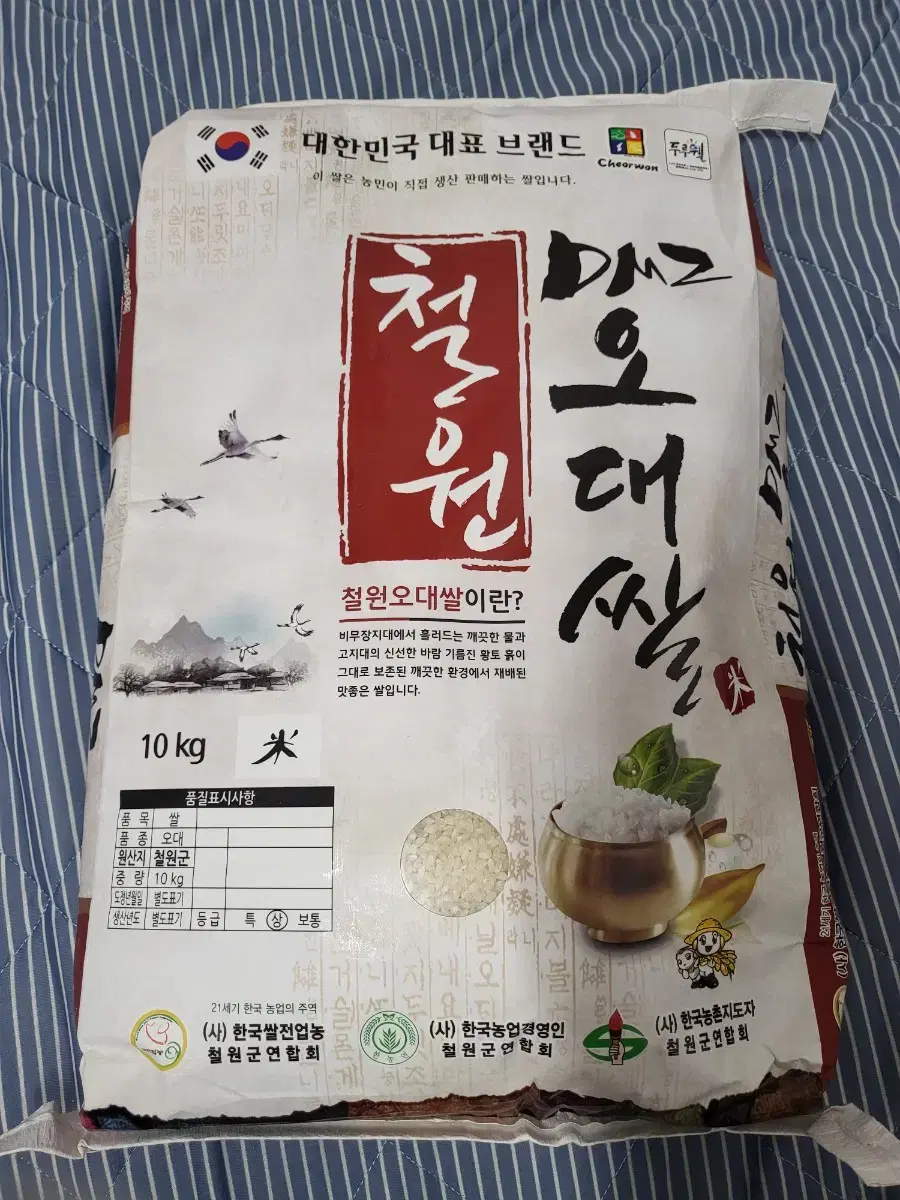 대한민국 대표 브랜드
Cheorwon
두루웰
이 쌀은 농민이 직접 생산 판매하는 쌀입니다.
철원
DMZ
오대쌀
米
철원오대쌀이란?
비무장지대에서 흘러드는 깨끗한 물과
고지대의 신선한 바람 기름진 황토 흙이
그대로 보존된 깨끗한 환경에서 재배된
맛좋은 쌀입니다.
10 kg
米
품질표시사항
품 목 쌀
품 종 오대
원산지 철원군
중 량 10 kg
도정년월일 별도표기
생산년도 별도표기 등급 특 상 보통
21세기 한국 농업의 주역
(사) 한국쌀전업농
철원군연합회
(사) 한국농업경영인
철원군연합회
(사) 한국농촌지도자
철원군연합회